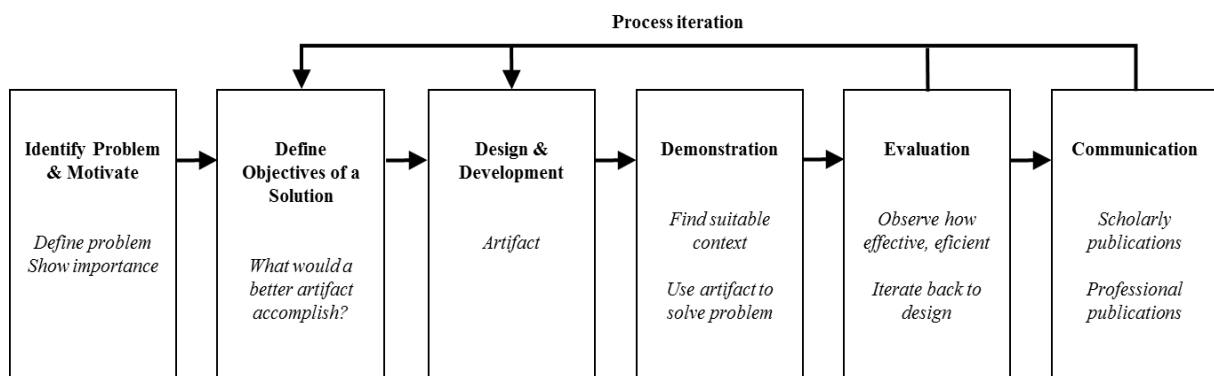 Process iteration
Identify Problem
& Motivate
Define problem
Show importance
Define
Objectives of a
Solution
What would a
better artifact
accomplish?
Design &
Development
Artifact
Demonstration
Find suitable
context
Use artifact to
solve problem
Evaluation
Observe how
effective, eficient
Iterate back to
design
Communication
Scholarly
publications
Professional
publications